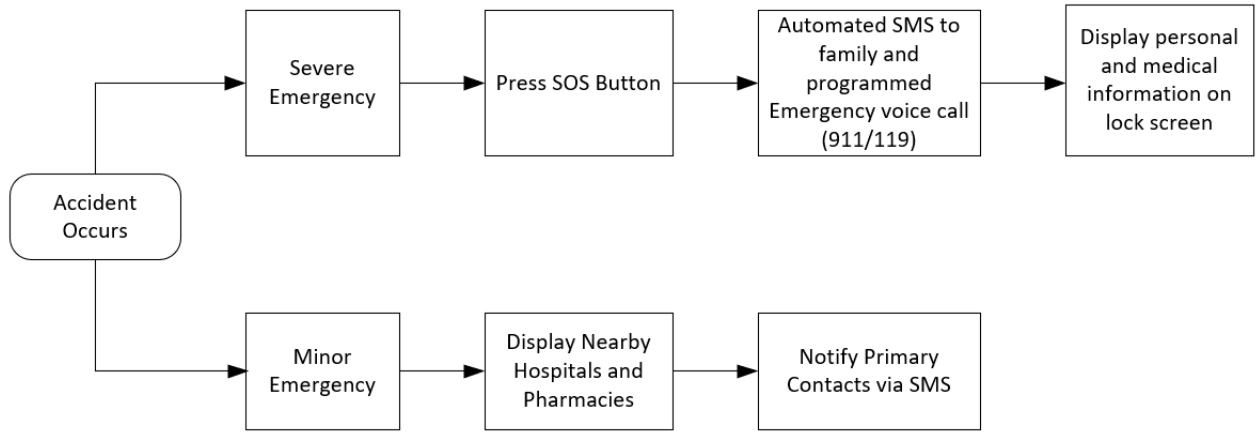 Severe
Emergency
Press SOS Button
Automated SMS to
family and
programmed
Emergency voice call
(911/119)
Display personal
and medical
information on
lock screen
Accident
Occurs
Minor
Emergency
Display Nearby
Hospitals and
Pharmacies
Notify Primary
Contacts via SMS